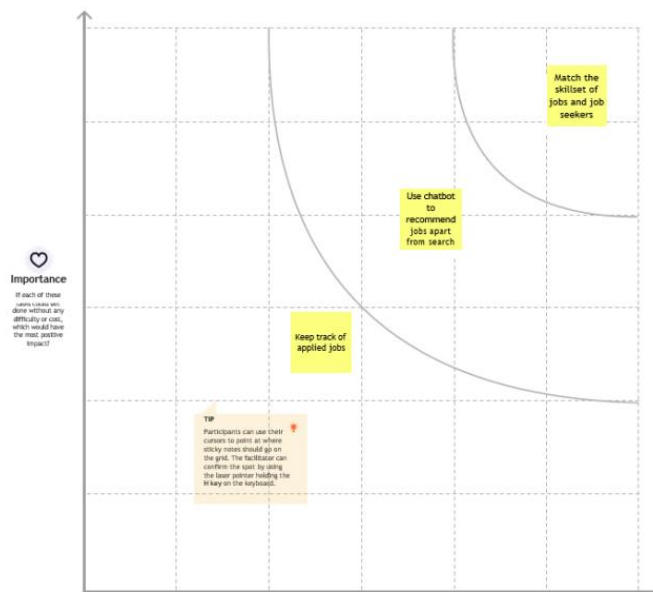 Match the
skillset of
jobs and job
seekers
Use chatbot
to
recommend
jobs apart
from search
Importance
If each of these
done without any
difficulty or cost,
which would have
the most positive
impact?
Keep track of
applied jobs
TIP
Participants can use their
cursors to point at where
sticky notes should go on
the grid. The facilitator can
confirm the spot by using
the laser pointer holding the
H key on the keyboard.